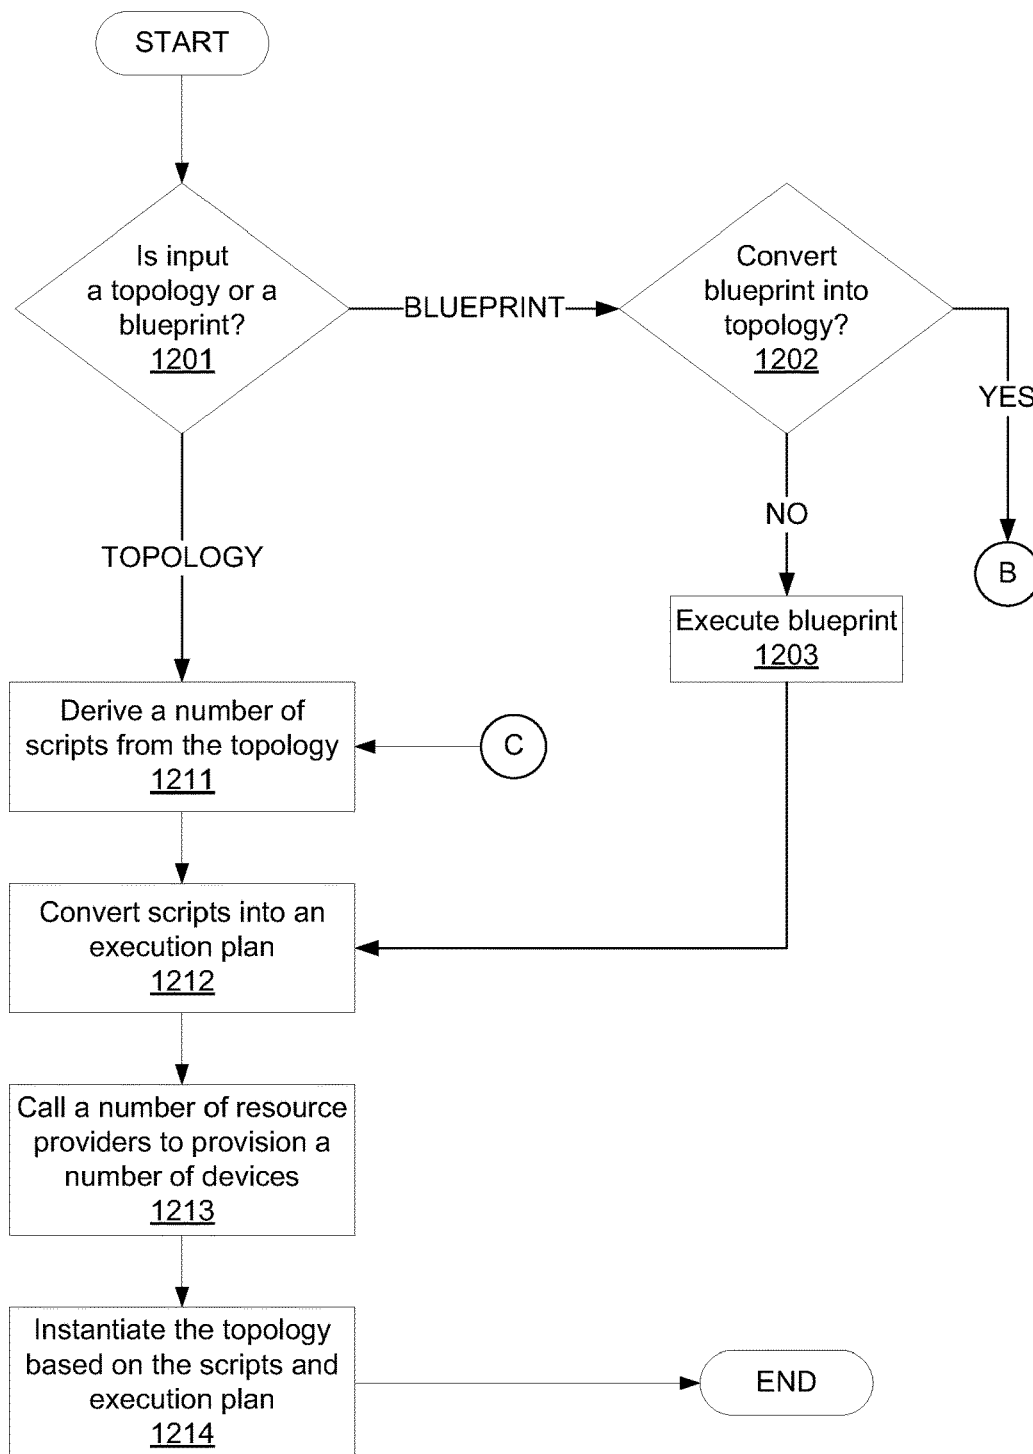 START
Is input
a topology or a
blueprint?
1201
BLUEPRINT
Convert
blueprint into
topology?
1202
YES
NO
TOPOLOGY
B
Execute blueprint
1203
Derive a number of
scripts from the topology
1211
C
Convert scripts into an
execution plan
1212
Call a number of resource
providers to provision a
number of devices
1213
Instantiate the topology
based on the scripts and
execution plan
1214
END